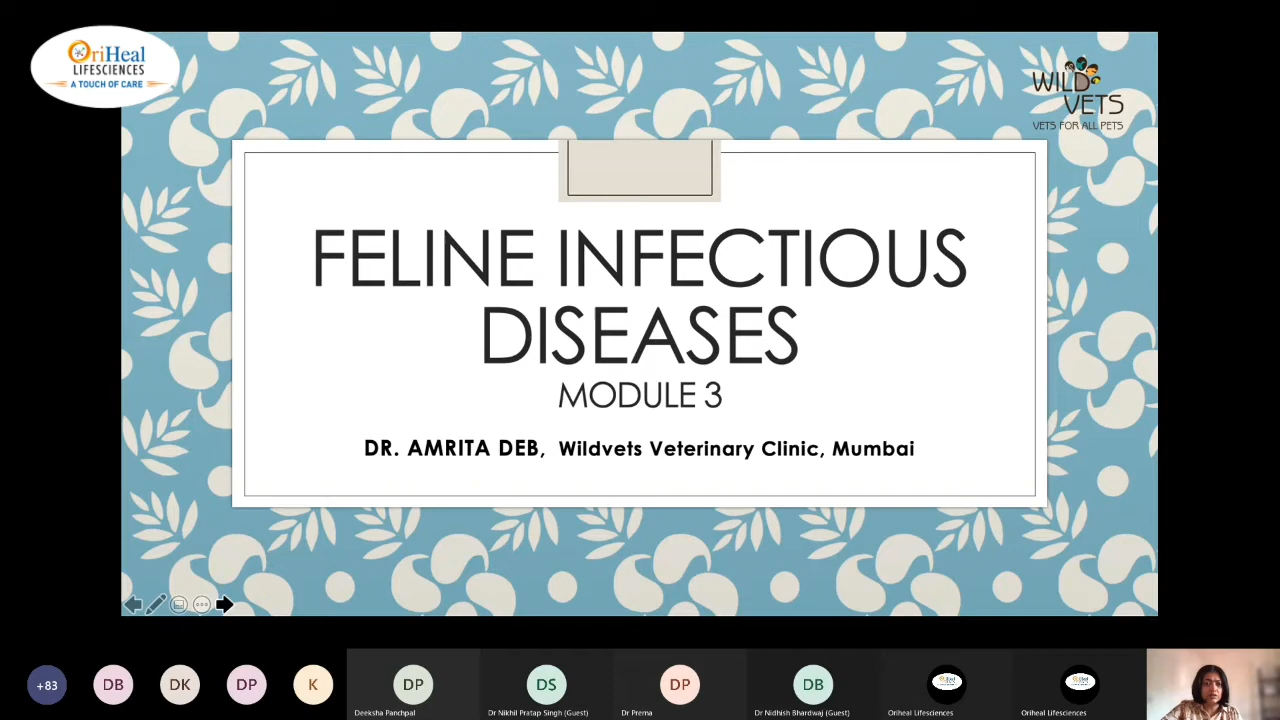 OriHeal
LIFESCIENCES
A TOUCH OF CARE
WILD
VETS
VETS FOR ALL PETS
FELINE INFECTIOUS
DISEASES
MODULE 3
DR. AMRITA DEB, Wildvets Veterinary Clinic, Mumbai
+83
DB
DK
DP
K
DP
DS
DP
DB
Deeksha Panchpal
Dr Nikhil Pratap Singh (Guest)
Dr Prerna
Dr Nidhish Bhardwaj (Guest)
Oriheal Lifesciences
Oriheal Lifesciences